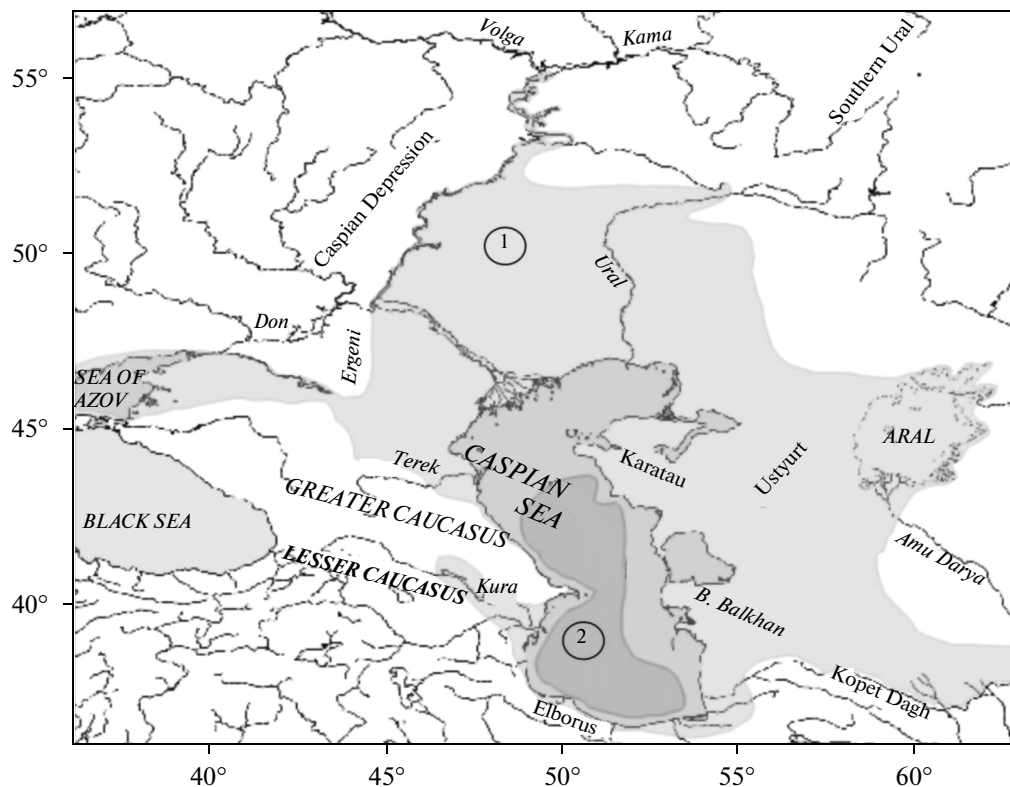 Volga
Kama
Southern Ural
55°
Caspian Depression
1
50°
Ural
Don
Ergeni
SEA OF
AZOV
45°
ARAL
Terek
CASPIAN
SEA
Karatau
Ustyurt
GREATER CAUCASUS
BLACK SEA
Amu Darya
LESSER CAUCASUS
Kura
B. Balkhan
40°
2
Kopet Dagh
Elborus
40°
45°
50°
55°
60°